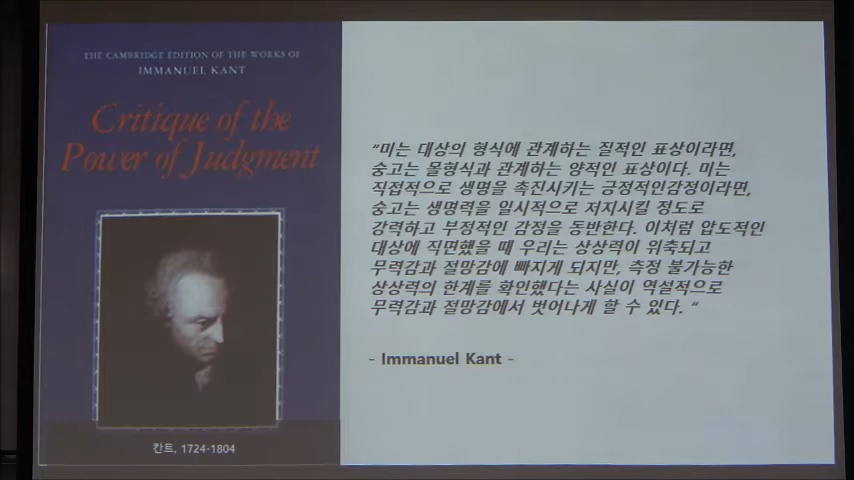 THE CAMBRIDGE EDITION OF THE WORKS OF
IMMANUEL KANT
Critique of the
Power of Judgment
칸트, 1724-1804
"미는 대상의 형식에 관계하는 질적인 표상이라면,
숭고는 몰형식과 관계하는 양적인 표상이다. 미는
직접적으로 생명을 촉진시키는 긍정적인감정이라면,
숭고는 생명력을 일시적으로 저지시킬 정도로
강력하고 부정적인 감정을 동반한다. 이처럼 압도적인
대상에 직면했을 때 우리는 상상력이 위축되고
무력감과 절망감에 빠지게 되지만, 측정 불가능한
상상력의 한계를 확인했다는 사실이 역설적으로
무력감과 절망감에서 벗어나게 할 수 있다. "
- Immanuel Kant -